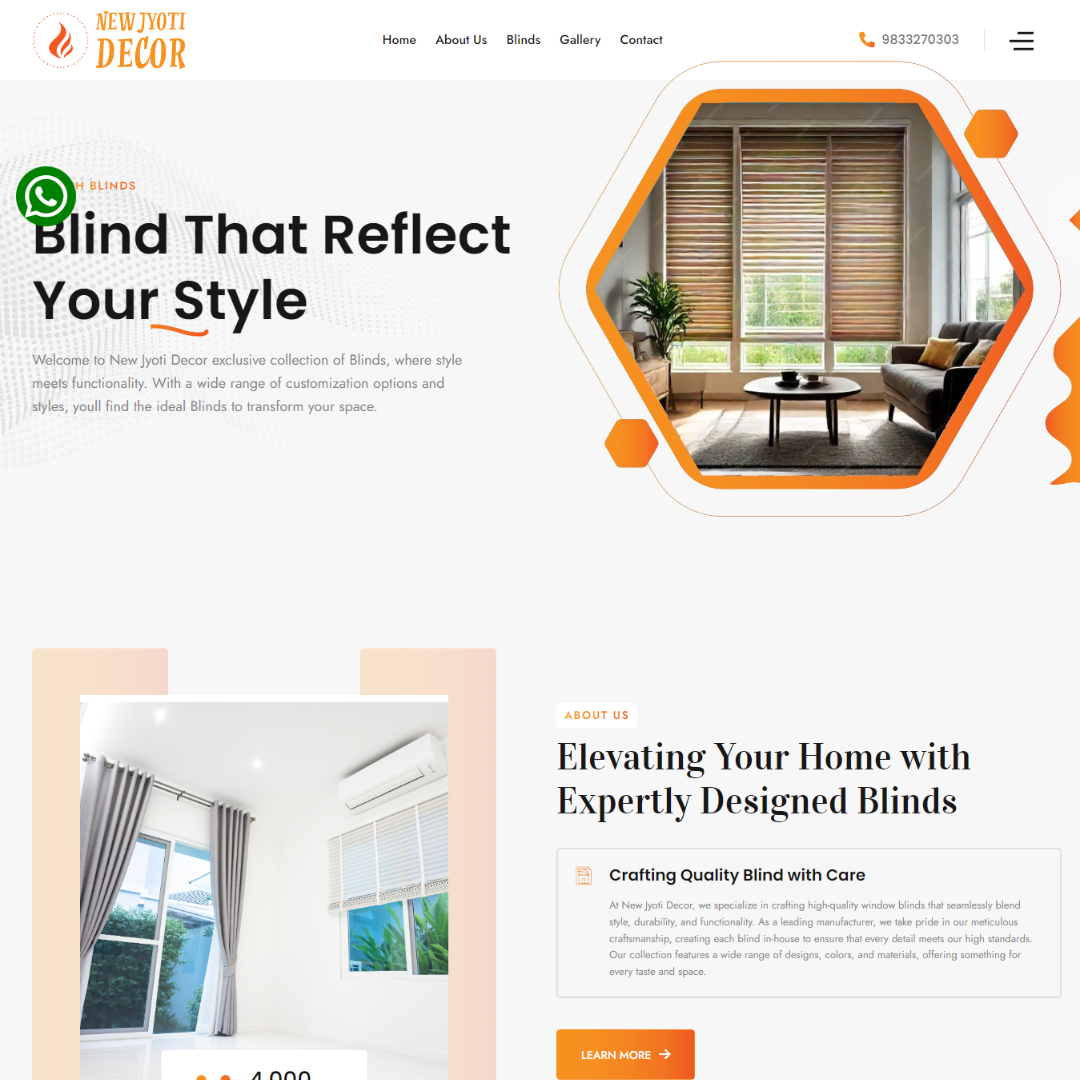 NEW JYOTI
DECOR
Home About Us Blinds Gallery Contact
9833270303
BLINDS
Blind That Reflect
Your Style
Welcome to New Jyoti Decor exclusive collection of Blinds, where style
meets functionality. With a wide range of customization options and
styles, youll find the ideal Blinds to transform your space.
ABOUT US
Elevating Your Home with
Expertly Designed Blinds
Crafting Quality Blind with Care
At New Jyoti Decor, we specialize in crafting high-quality window blinds that seamlessly blend
style, durability, and functionality. As a leading manufacturer, we take pride in our meticulous
craftsmanship, creating each blind in-house to ensure that every detail meets our high standards.
Our collection features a wide range of designs, colors, and materials, offering something for
every taste and space.
LEARN MORE
4,000